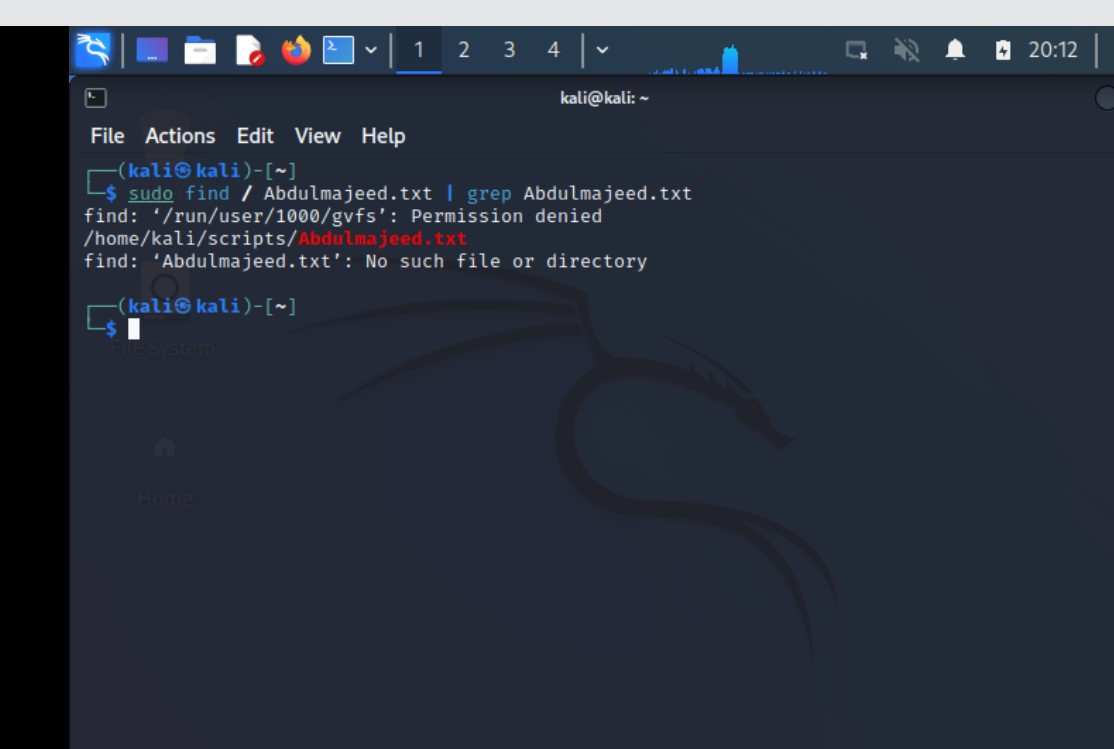 1 2 3 4 20:12
kali@kali: ~
File Actions Edit View Help
┌──(kali㉿kali)-[~]
└─$ sudo find / Abdulmajeed.txt | grep Abdulmajeed.txt
find: ‘/run/user/1000/gvfs’: Permission denied
/home/kali/scripts/Abdulmajeed.txt
find: ‘Abdulmajeed.txt’: No such file or directory
┌──(kali㉿kali)-[~]
└─$
File System
Home